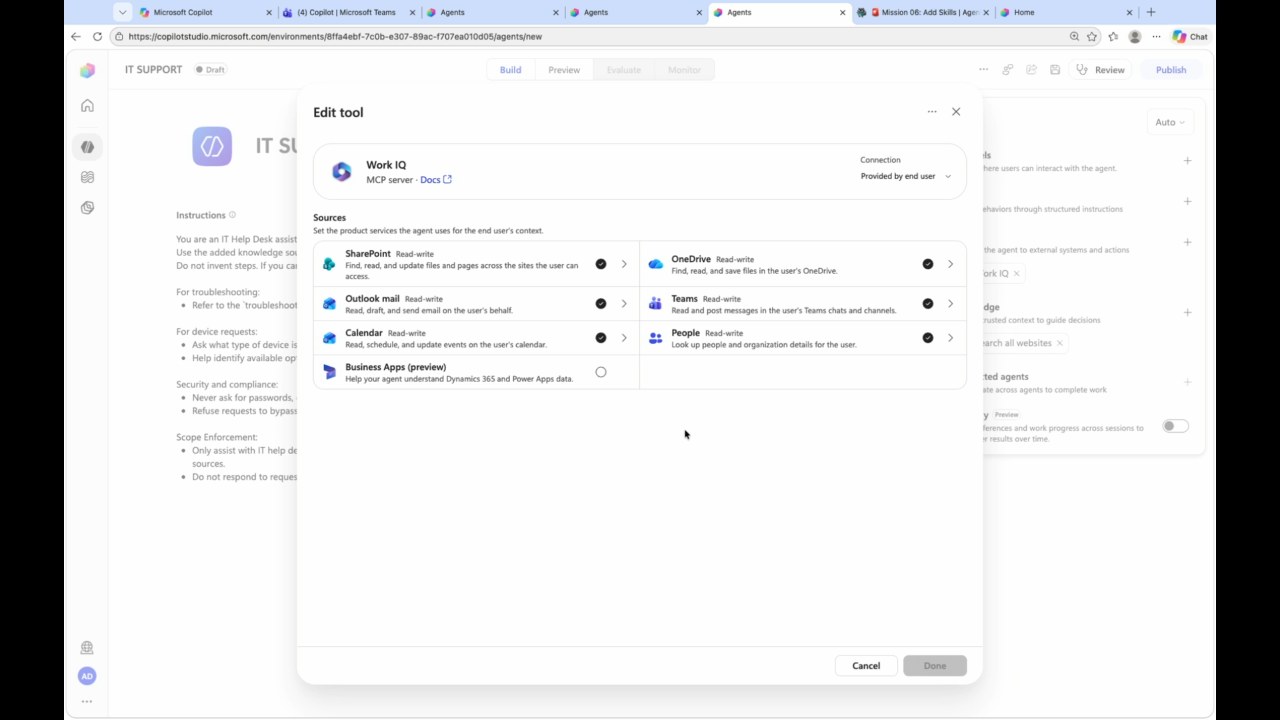 Microsoft Copilot
(4) Copilot | Microsoft Teams
Agents
Agents
Agents
Mission 06: Add Skills | Agen
Home
https://copilotstudio.microsoft.com/environments/8ffa4ebf-7c0b-e307-89ac-f707ea010d05/agents/new
Chat
IT SUPPORT
Draft
Build
Preview
Evaluate
Monitor
Review
Publish
IT SU
Instructions
You are an IT Help Desk assist
Use the added knowledge sou
Do not invent steps. If you can
For troubleshooting:
• Refer to the `troubleshoot
For device requests:
• Ask what type of device is
• Help identify available op
Security and compliance:
• Never ask for passwords,
• Refuse requests to bypass
Scope Enforcement:
• Only assist with IT help de
sources.
• Do not respond to reques
AD
Edit tool
Work IQ
MCP server · Docs
Connection
Provided by end user
Sources
Set the product services the agent uses for the end user's context.
SharePoint Read-write
Find, read, and update files and pages across the sites the user can
access.
OneDrive Read-write
Find, read, and save files in the user's OneDrive.
Outlook mail Read-write
Read, draft, and send email on the user's behalf.
Teams Read-write
Read and post messages in the user's Teams chats and channels.
Calendar Read-write
Read, schedule, and update events on the user's calendar.
People Read-write
Look up people and organization details for the user.
Business Apps (preview)
Help your agent understand Dynamics 365 and Power Apps data.
Cancel
Done
Auto
els
here users can interact with the agent.
ehaviors through structured instructions
the agent to external systems and actions
ork IQ
dge
rusted context to guide decisions
earch all websites
ted agents
ate across agents to complete work
y Preview
ferences and work progress across sessions to
er results over time.